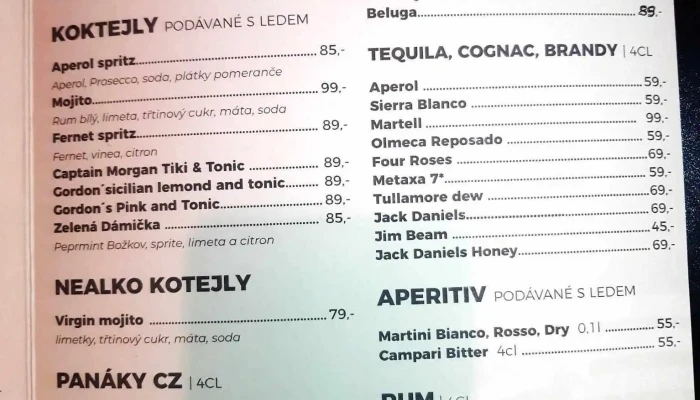 KOKTEJLY PODÁVANÉ S LEDEM
Aperol spritz 85,-
Aperol, Prosecco, soda, plátky pomeranče
Mojito 99,-
Rum bílý, limeta, třtinový cukr, máta, soda
Fernet spritz 89,-
Fernet, vinea, citron
Captain Morgan Tiki & Tonic 89,-
Gordon´sicilian lemond and tonic 89,-
Gordon´s Pink and Tonic 89,-
Zelená Dámička 85,-
Peprmint Božkov, sprite, limeta a citron
NEALKO KOTEJLY
Virgin mojito 79,-
limetky, třtinový cukr, máta, soda
PANÁKY CZ | 4CL
Beluga 89,-
TEQUILA, COGNAC, BRANDY | 4CL
Aperol 59,-
Sierra Blanco 59,-
Martell 99,-
Olmeca Reposado 59,-
Four Roses 69,-
Metaxa 7* 59,-
Tullamore dew 69,-
Jack Daniels 69,-
Jim Beam 45,-
Jack Daniels Honey 69,-
APERITIV PODÁVANÉ S LEDEM
Martini Bianco, Rosso, Dry 0,1l 55,-
Campari Bitter 4cl 55,-
RUM | 4CL